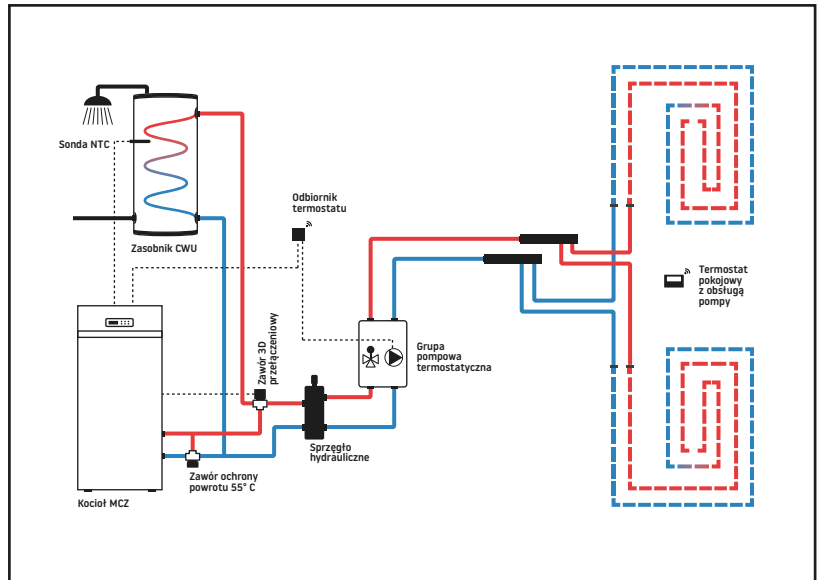 Sonda NTC
Zasobnik CWU
Odbiornik
termostatu
Termostat
pokojowy
z obsługą
pompy
Grupa
pompowa
termostatyczna
Zawór 3D
przełączeniowy
Sprzęgło
hydrauliczne
Zawór ochrony
powrotu 55° C
Kocioł MCZ